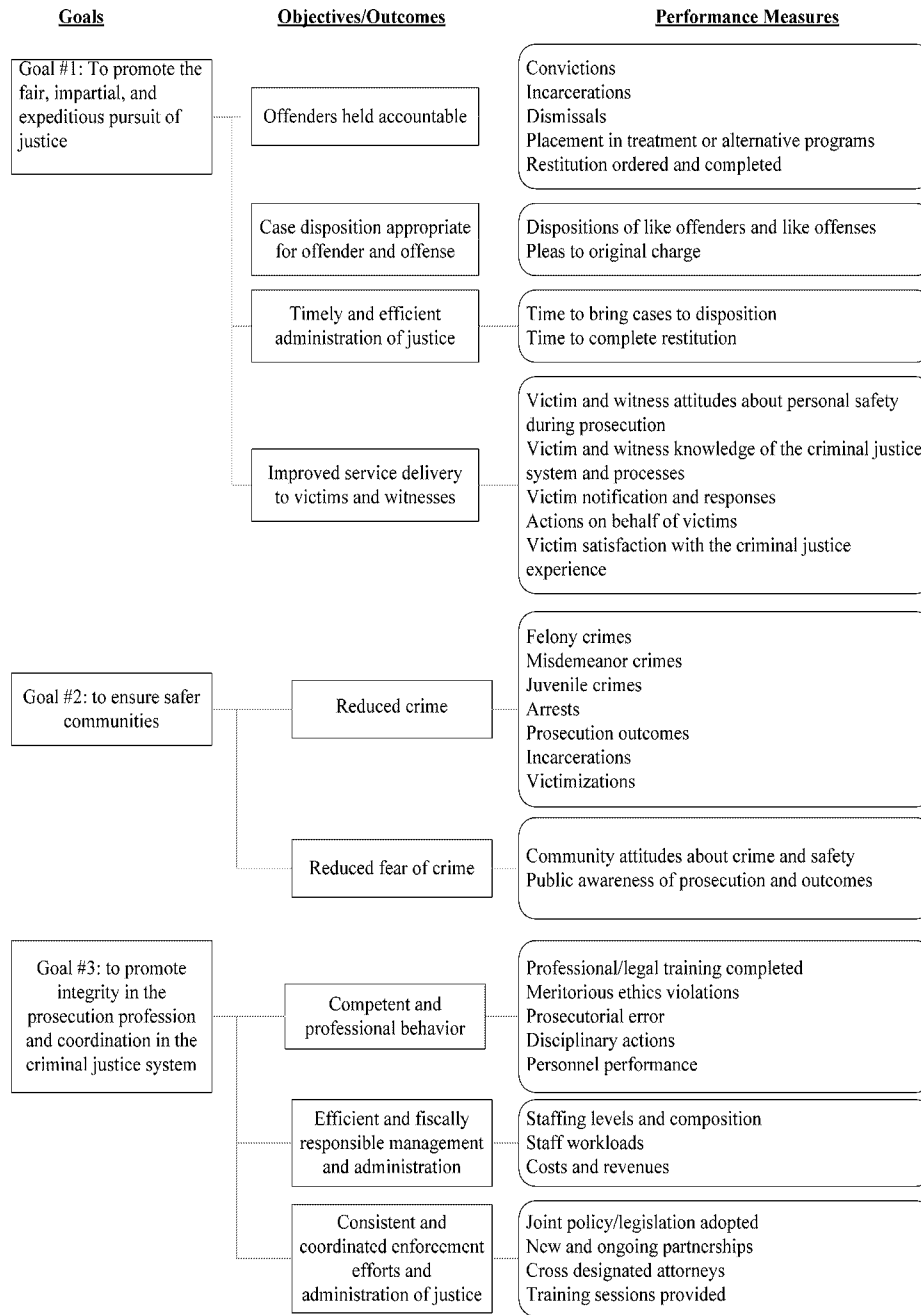 Goals
Objectives/Outcomes
Performance Measures
Goal #1: To promote the
fair, impartial, and
expeditious pursuit of
justice
Offenders held accountable
Convictions
Incarcerations
Dismissals
Placement in treatment or alternative programs
Restitution ordered and completed
Case disposition appropriate
for offender and offense
Dispositions of like offenders and like offenses
Pleas to original charge
Timely and efficient
administration of justice
Time to bring cases to disposition
Time to complete restitution
Improved service delivery
to victims and witnesses
Victim and witness attitudes about personal safety
during prosecution
Victim and witness knowledge of the criminal justice
system and processes
Victim notification and responses
Actions on behalf of victims
Victim satisfaction with the criminal justice
experience
Goal #2: to ensure safer
communities
Reduced crime
Felony crimes
Misdemeanor crimes
Juvenile crimes
Arrests
Prosecution outcomes
Incarcerations
Victimizations
Reduced fear of crime
Community attitudes about crime and safety
Public awareness of prosecution and outcomes
Goal #3: to promote
integrity in the
prosecution profession
and coordination in the
criminal justice system
Competent and
professional behavior
Professional/legal training completed
Meritorious ethics violations
Prosecutorial error
Disciplinary actions
Personnel performance
Efficient and fiscally
responsible management
and administration
Staffing levels and composition
Staff workloads
Costs and revenues
Consistent and
coordinated enforcement
efforts and
administration of justice
Joint policy/legislation adopted
New and ongoing partnerships
Cross designated attorneys
Training sessions provided